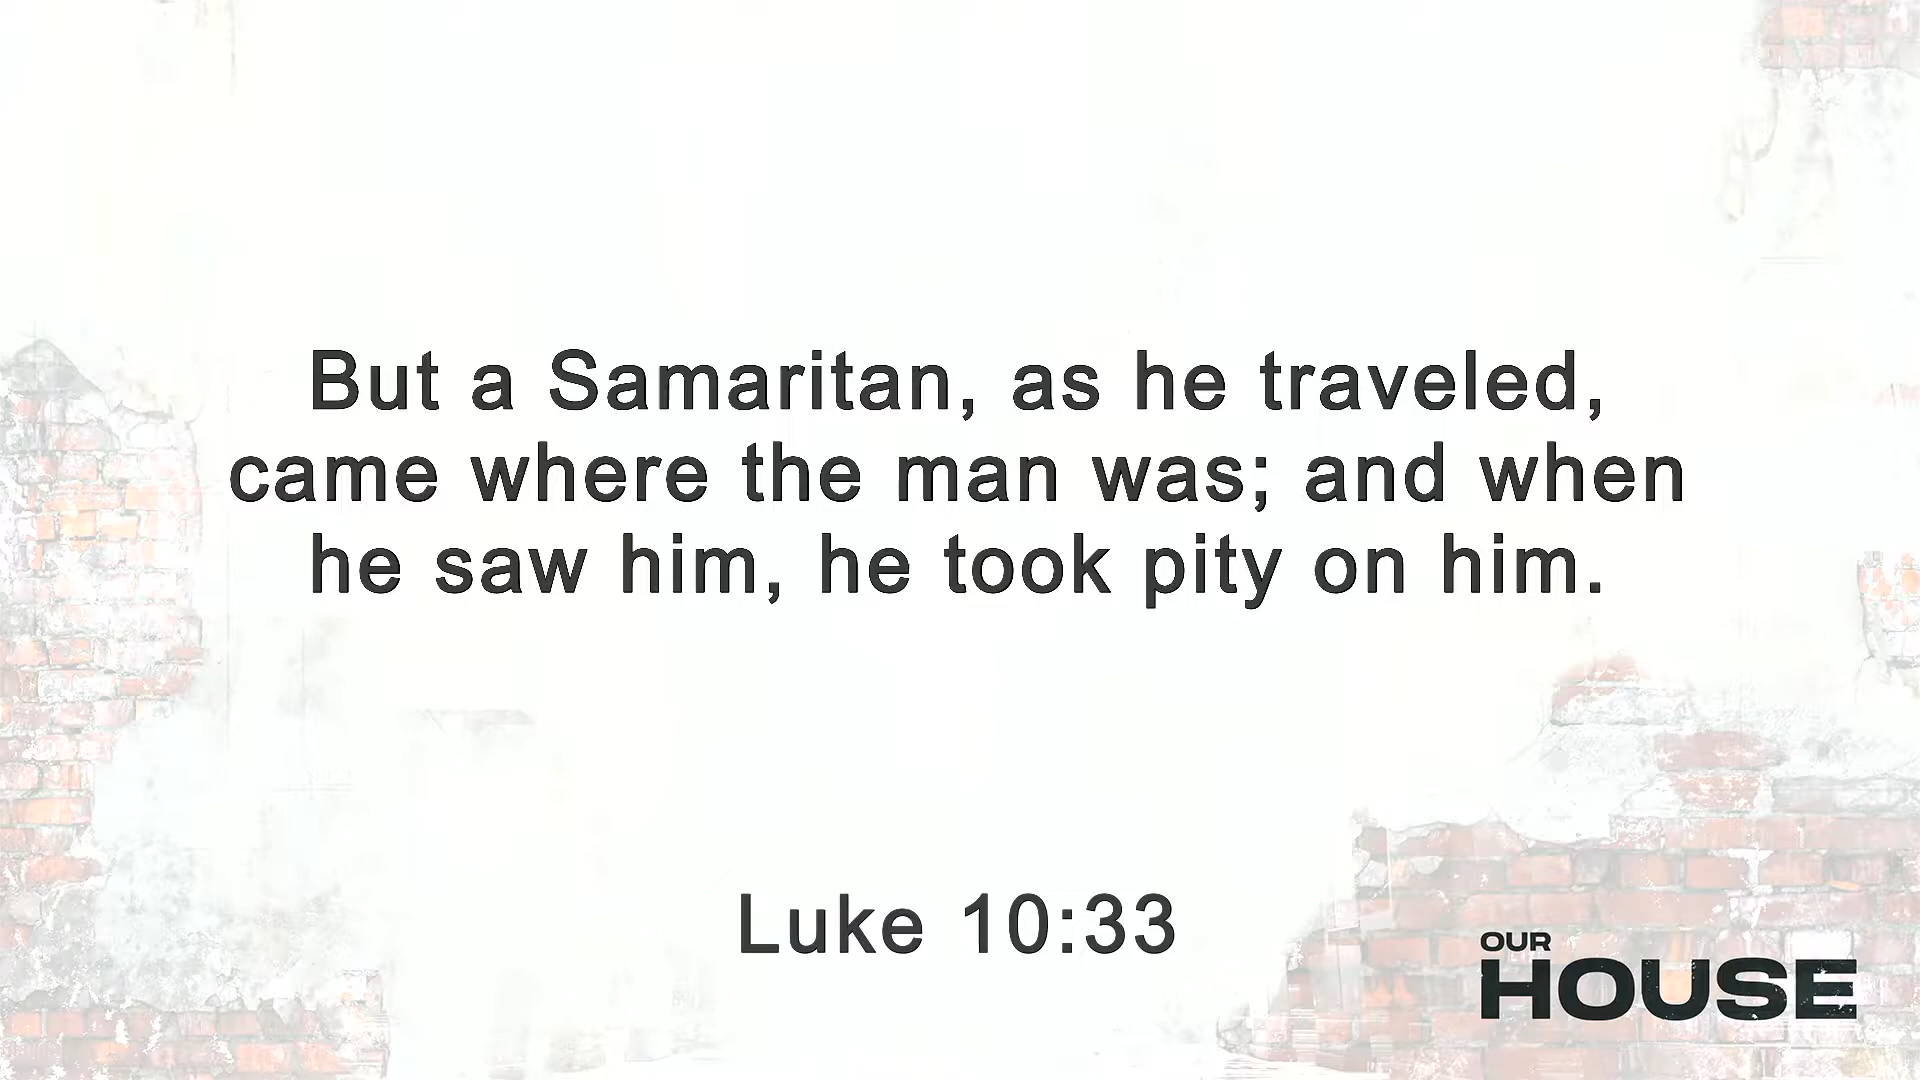 But a Samaritan, as he traveled,
came where the man was; and when
he saw him, he took pity on him.
Luke 10:33
OUR
HOUSE